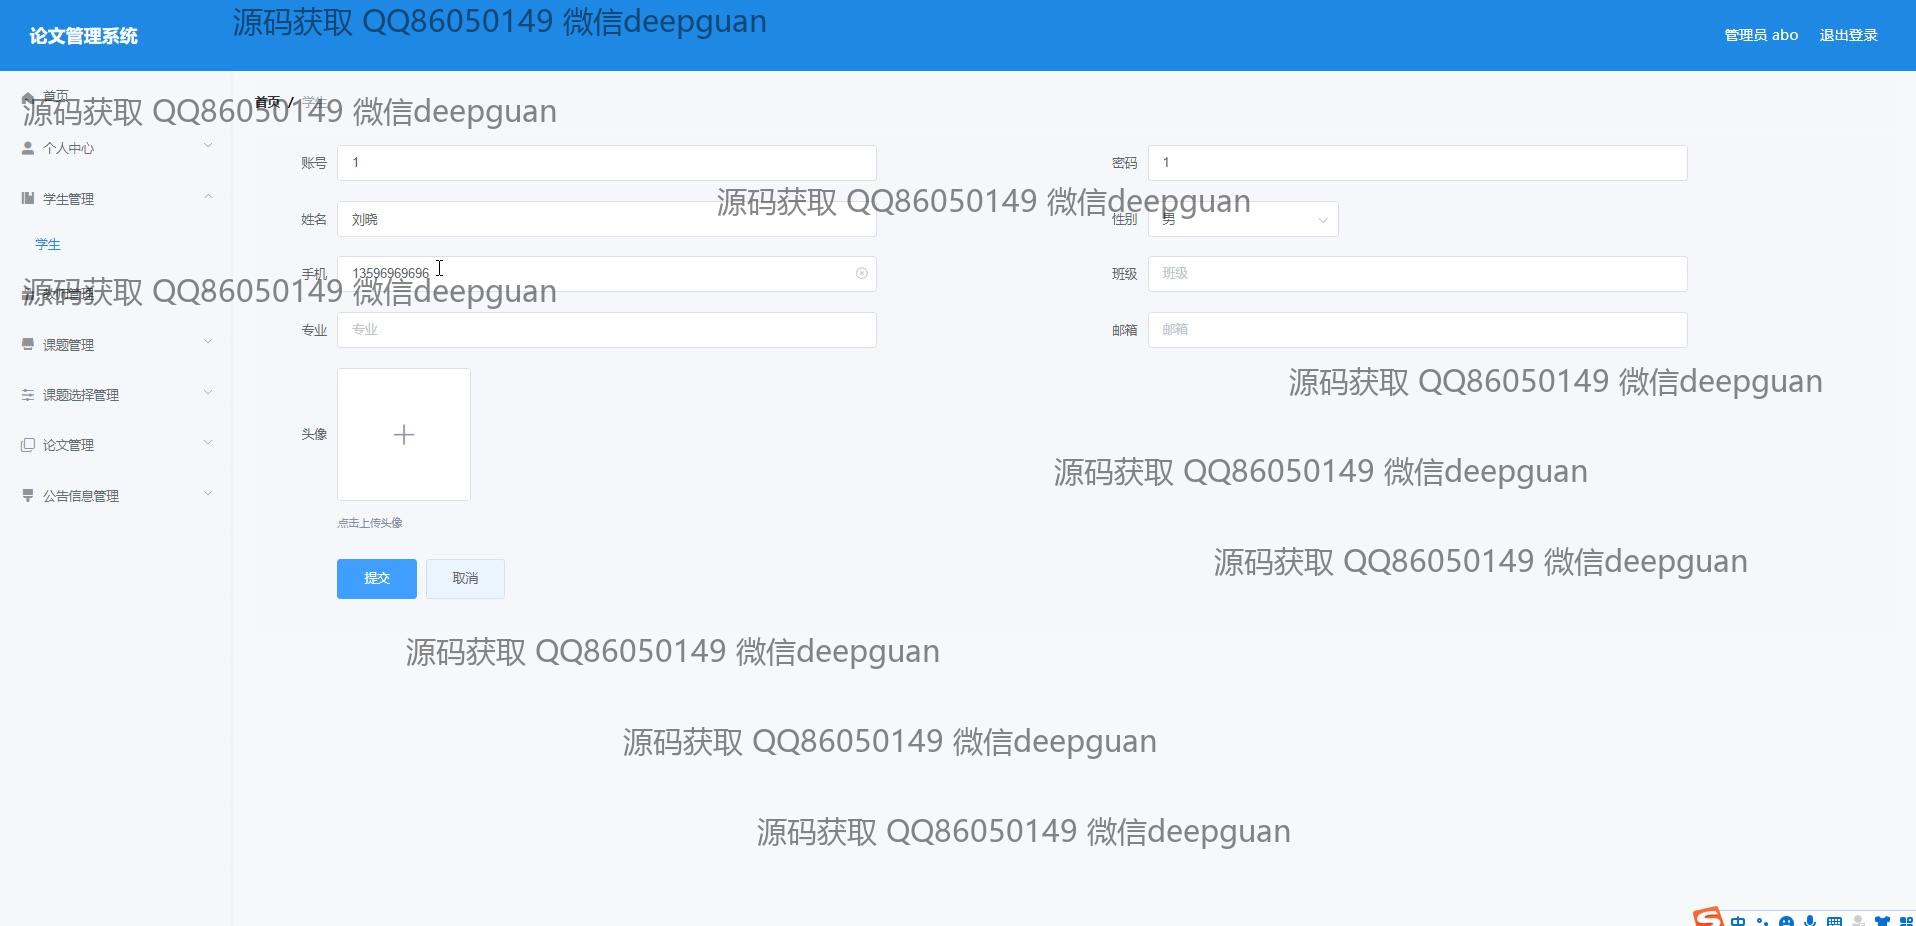 论文管理系统
源码获取 QQ86050149 微信deepguan
管理员 abo
退出登录
首页
首页 / 学生
源码获取 QQ86050149 微信deepguan
个人中心
账号 1
密码 1
学生管理
源码获取 QQ86050149 微信deepguan
姓名 刘晓
性别 男
学生
手机 13596969696
班级 班级
教师管理
源码获取 QQ86050149 微信deepguan
专业 专业
邮箱 邮箱
课题管理
源码获取 QQ86050149 微信deepguan
课题选择管理
头像
论文管理
源码获取 QQ86050149 微信deepguan
公告信息管理
点击上传头像
源码获取 QQ86050149 微信deepguan
提交
取消
源码获取 QQ86050149 微信deepguan
源码获取 QQ86050149 微信deepguan
源码获取 QQ86050149 微信deepguan
中